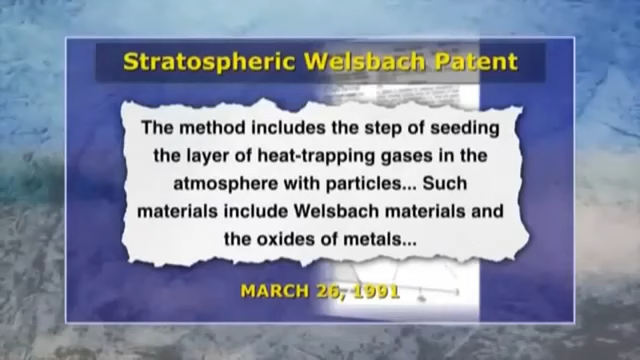 Stratospheric Welsbach Patent
The method includes the step of seeding
the layer of heat-trapping gases in the
atmosphere with particles... Such
materials include Welsbach materials and
the oxides of metals...
MARCH 26, 1991